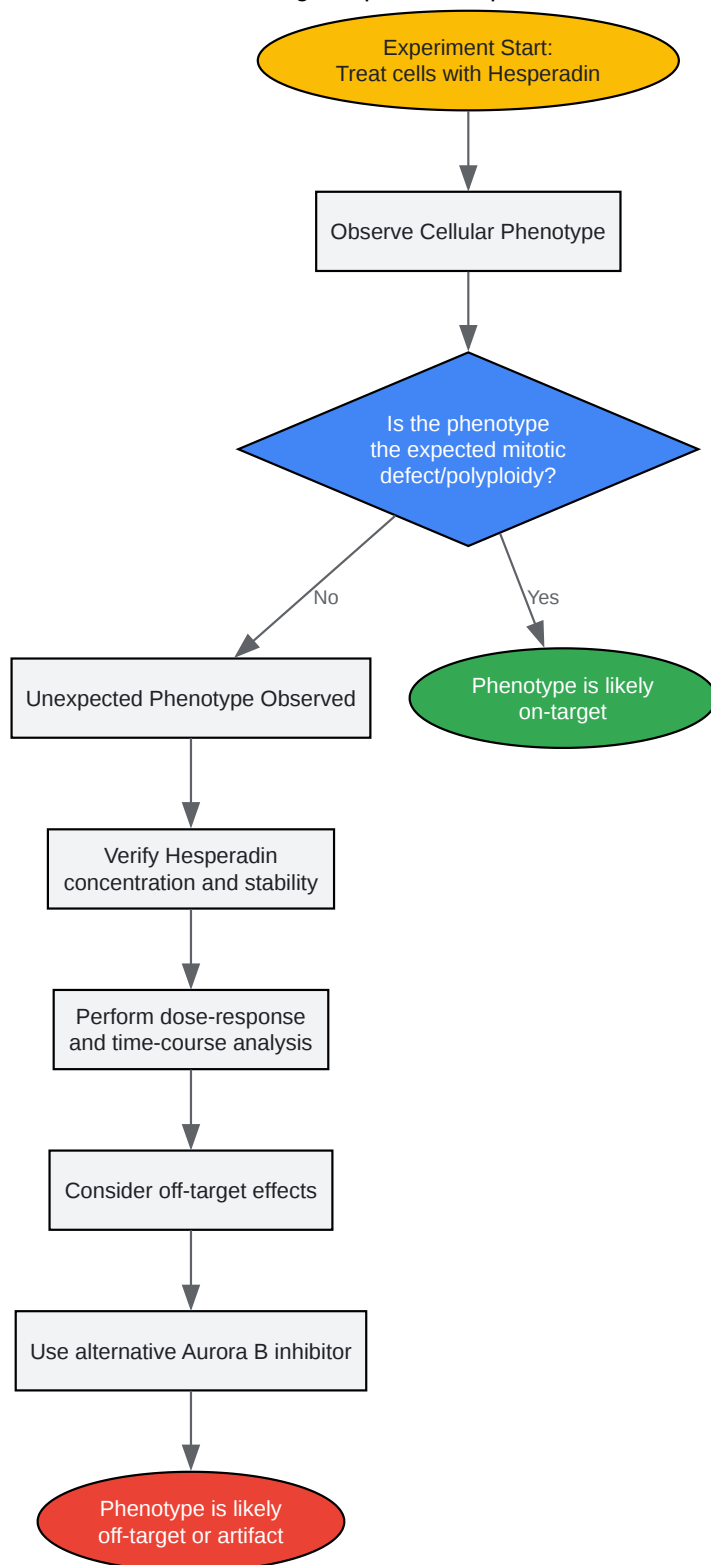 Experiment Start:
Treat cells with Hesperadin
Observe Cellular Phenotype
Is the phenotype
the expected mitotic
defect/polyploidy?
No
Yes
Unexpected Phenotype Observed
Phenotype is likely
on-target
Verify Hesperadin
concentration and stability
Perform dose-response
and time-course analysis
Consider off-target effects
Use alternative Aurora B inhibitor
Phenotype is likely
off-target or artifact